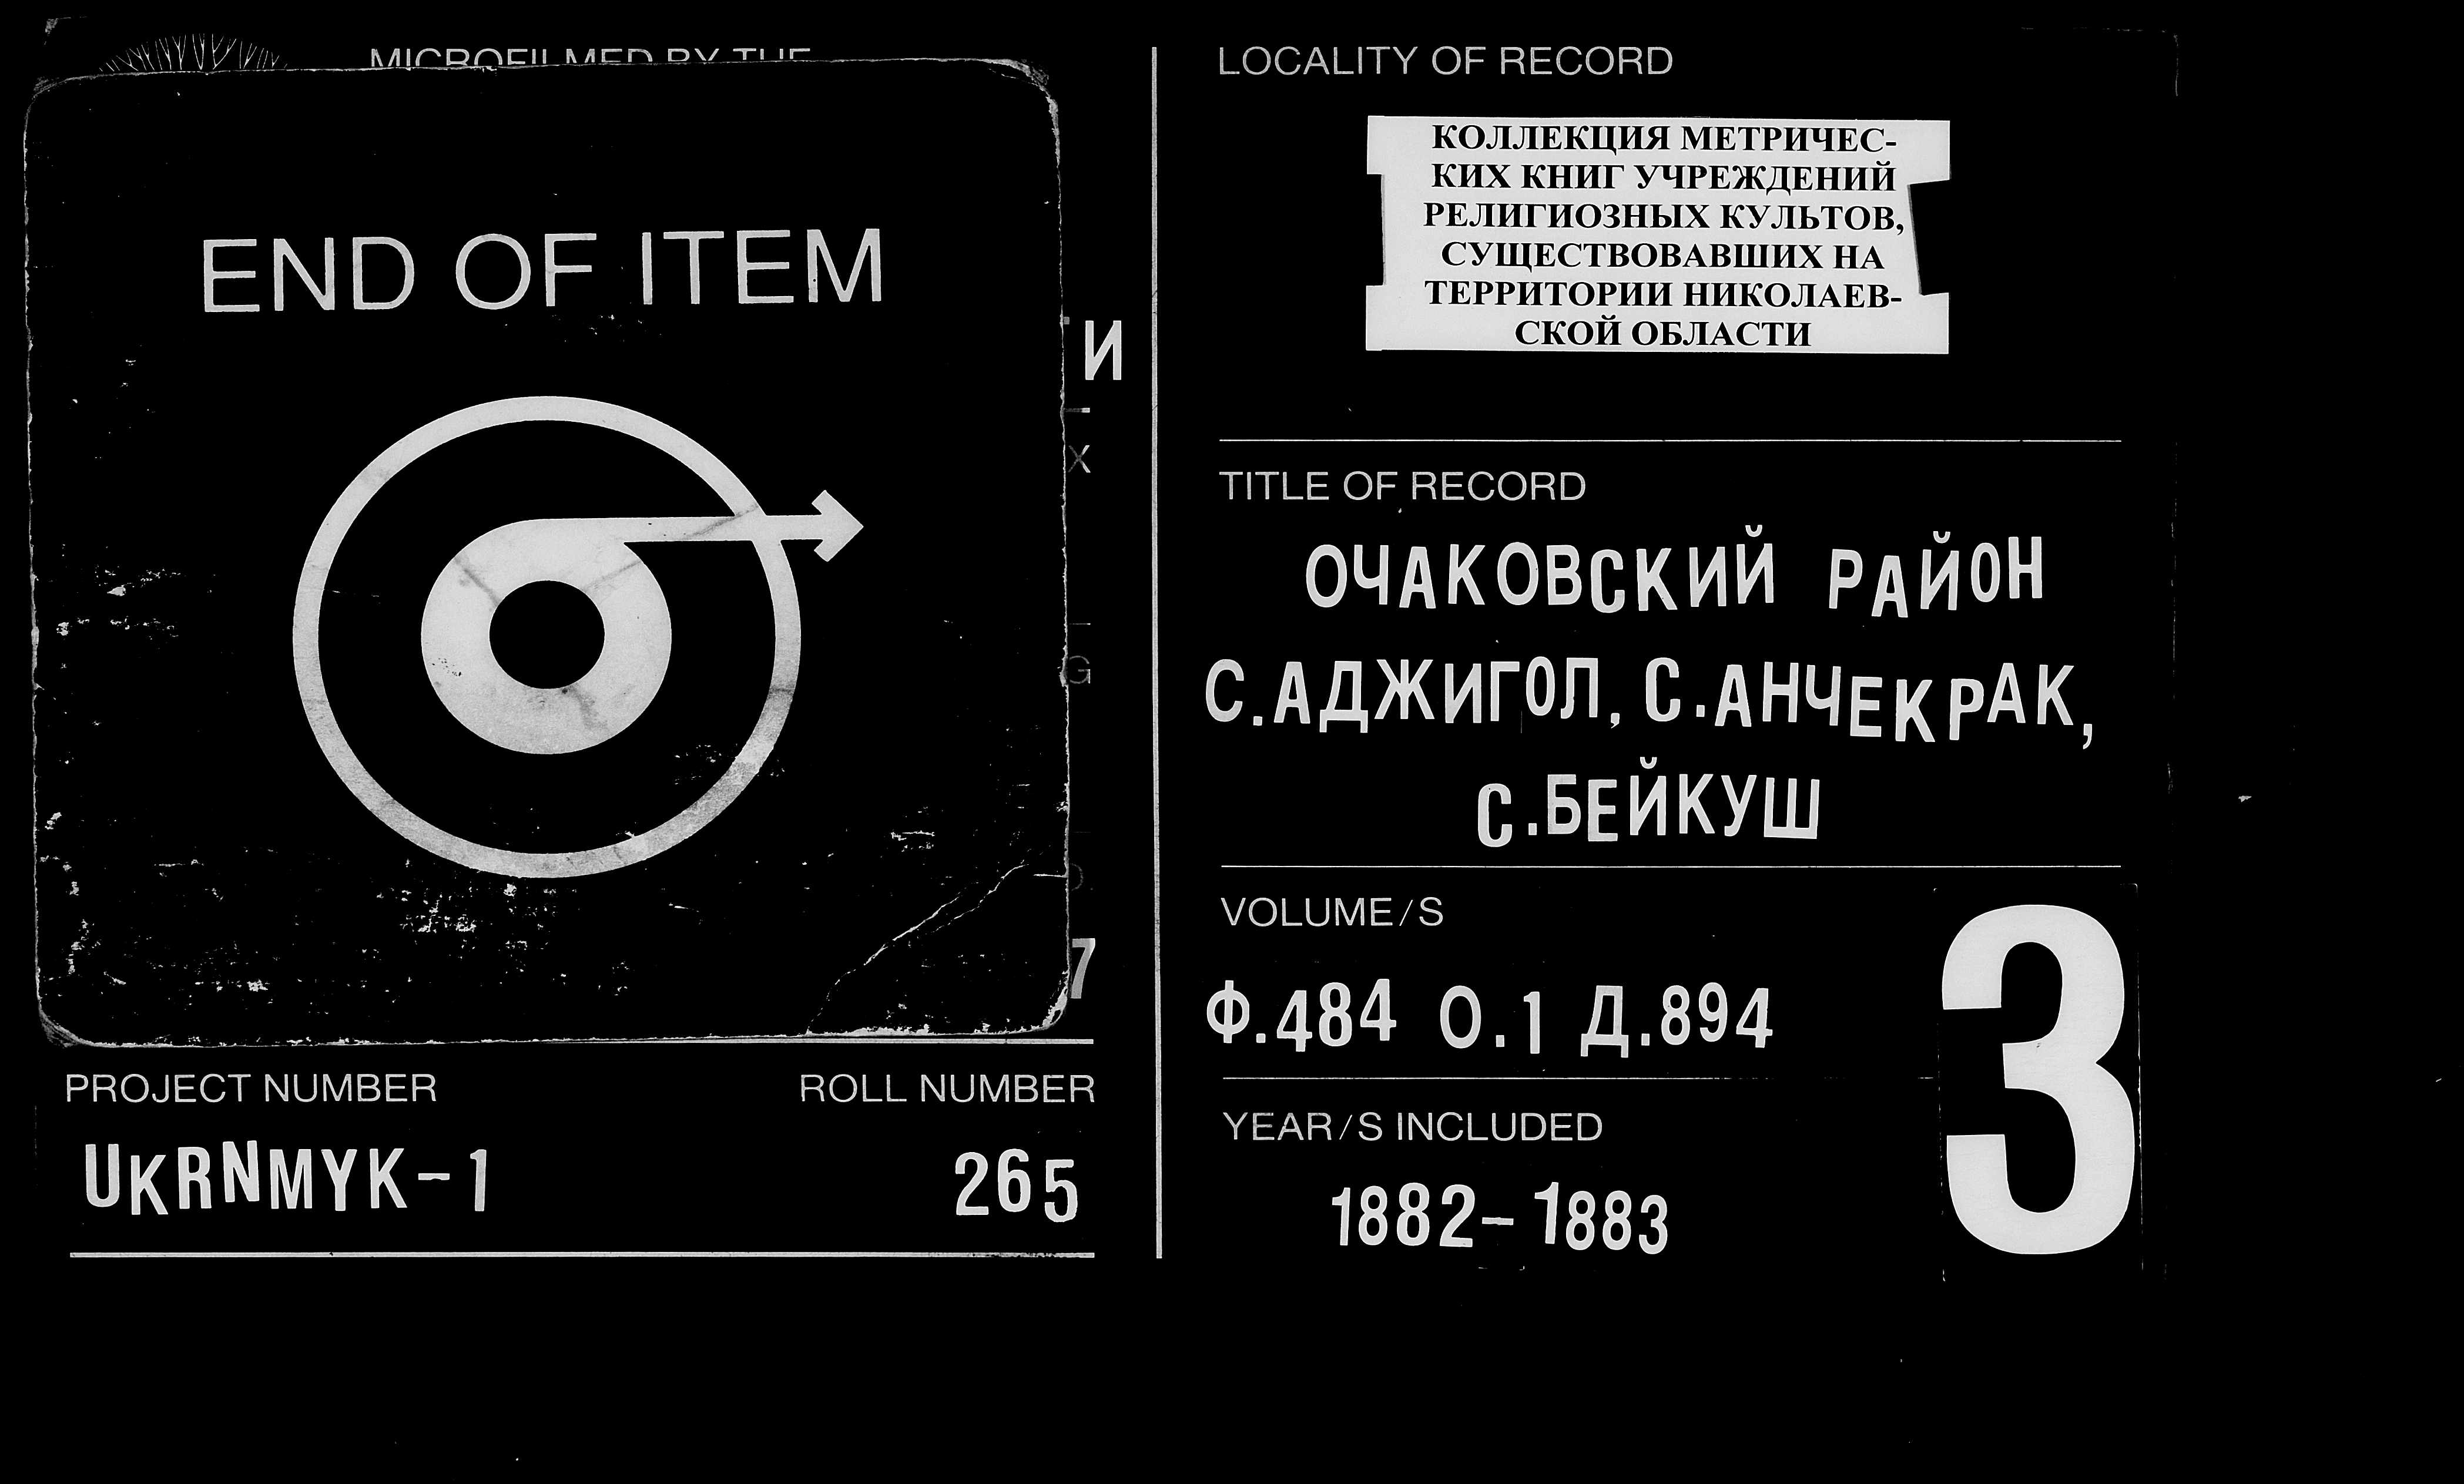 MICROFILMED BY THE
END OF ITEM
И
X
G
7
PROJECT NUMBER
ROLL NUMBER
UKRNMYK-1
265
LOCALITY OF RECORD
КОЛЛЕКЦИЯ МЕТРИЧЕС-
КИХ КНИГ УЧРЕЖДЕНИЙ
РЕЛИГИОЗНЫХ КУЛЬТОВ,
СУЩЕСТВОВАВШИХ НА
ТЕРРИТОРИИ НИКОЛАЕВ-
СКОЙ ОБЛАСТИ
TITLE OF RECORD
ОЧАКОВСКИЙ РАЙОН
С.АДЖИГОЛ, С.АНЧЕКРАК,
С.БЕЙКУШ
VOLUME/S
Ф.484 О.1 Д.894
YEAR/S INCLUDED
1882-1883
3